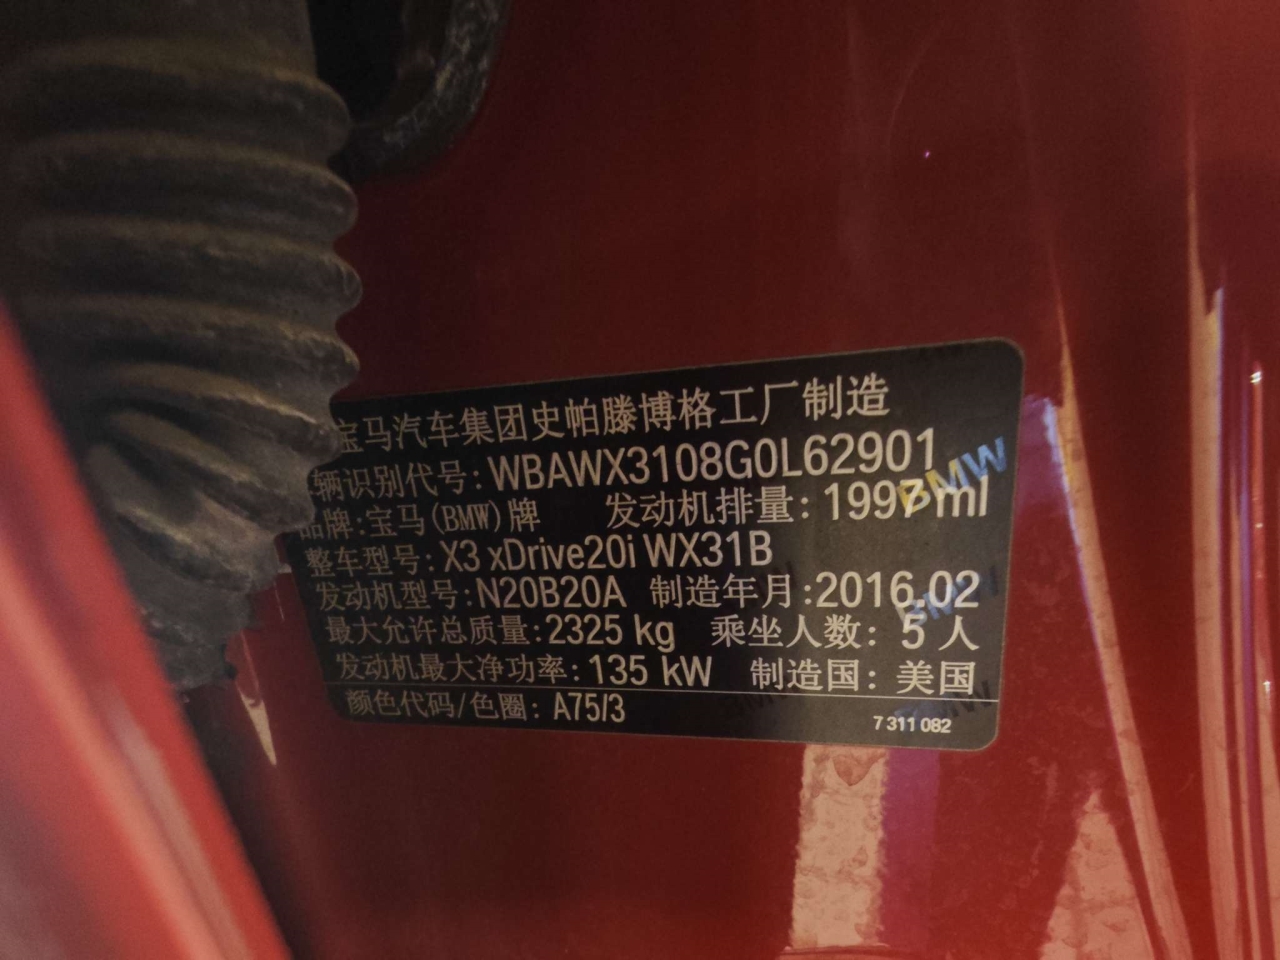 宝马汽车集团史帕滕博格工厂制造
辆识别代号:WBAWX3108G0L62901
品牌:宝马(BMW)牌 发动机排量:1997ml
整车型号:X3 xDrive20i WX31B
发动机型号:N20B20A 制造年月:2016.02
最大允许总质量:2325 kg 乘坐人数: 5 人
发动机最大净功率:135 kW 制造国: 美国
颜色代码/色圈: A75/3
7 311 082
BMW
BMW